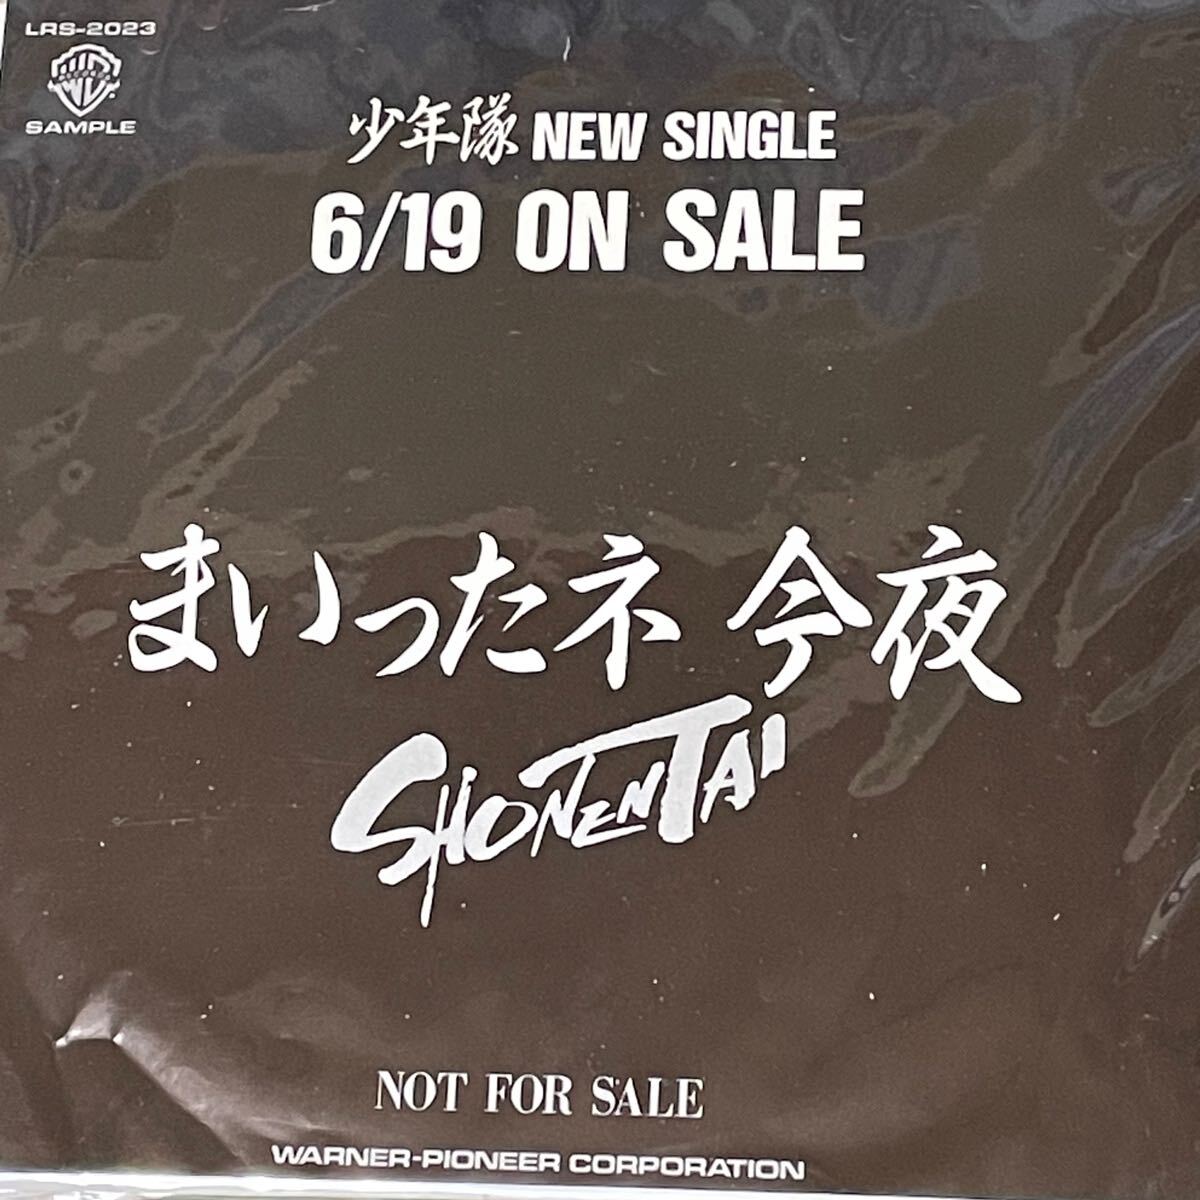 LRS-2023
RECORDS
SAMPLE
少年隊 NEW SINGLE
6/19 ON SALE
まいったネ 今夜
SHONENTAI
NOT FOR SALE
WARNER-PIONEER CORPORATION